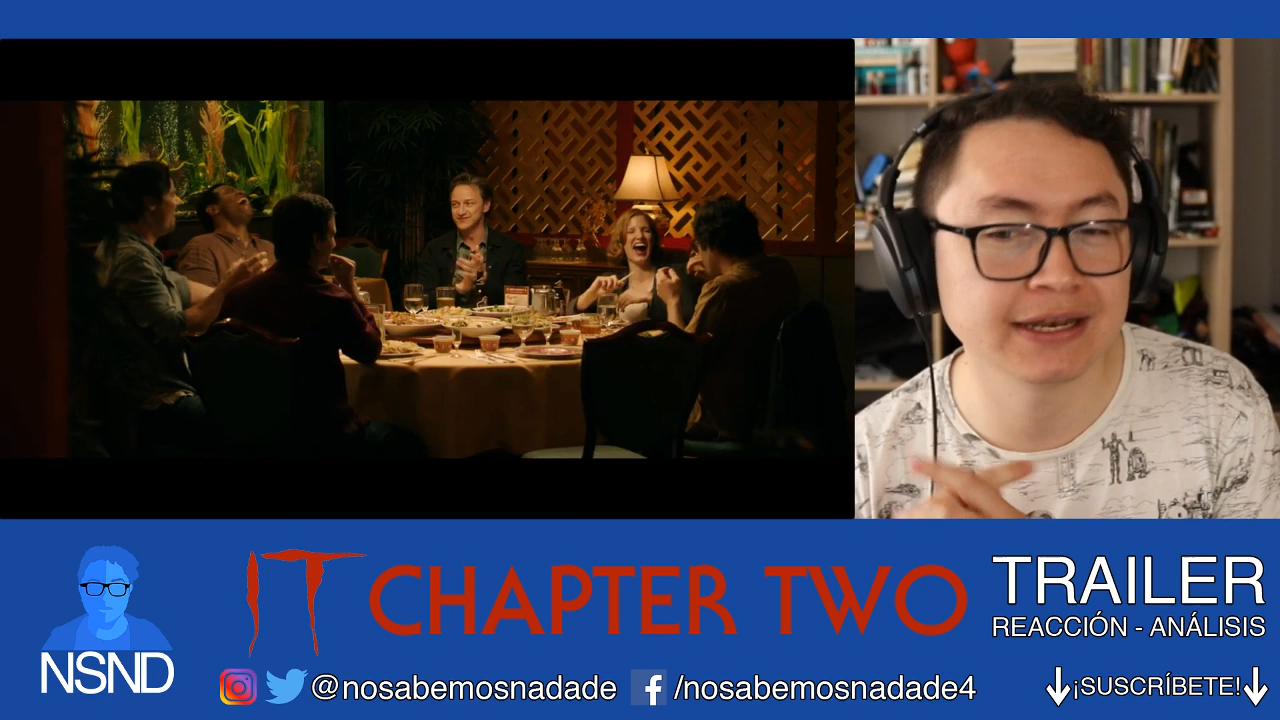 IT CHAPTER TWO
TRAILER
REACCIÓN - ANÁLISIS
NSND
@nosabemosnadade
/nosabemosnadade4
¡SUSCRÍBETE!